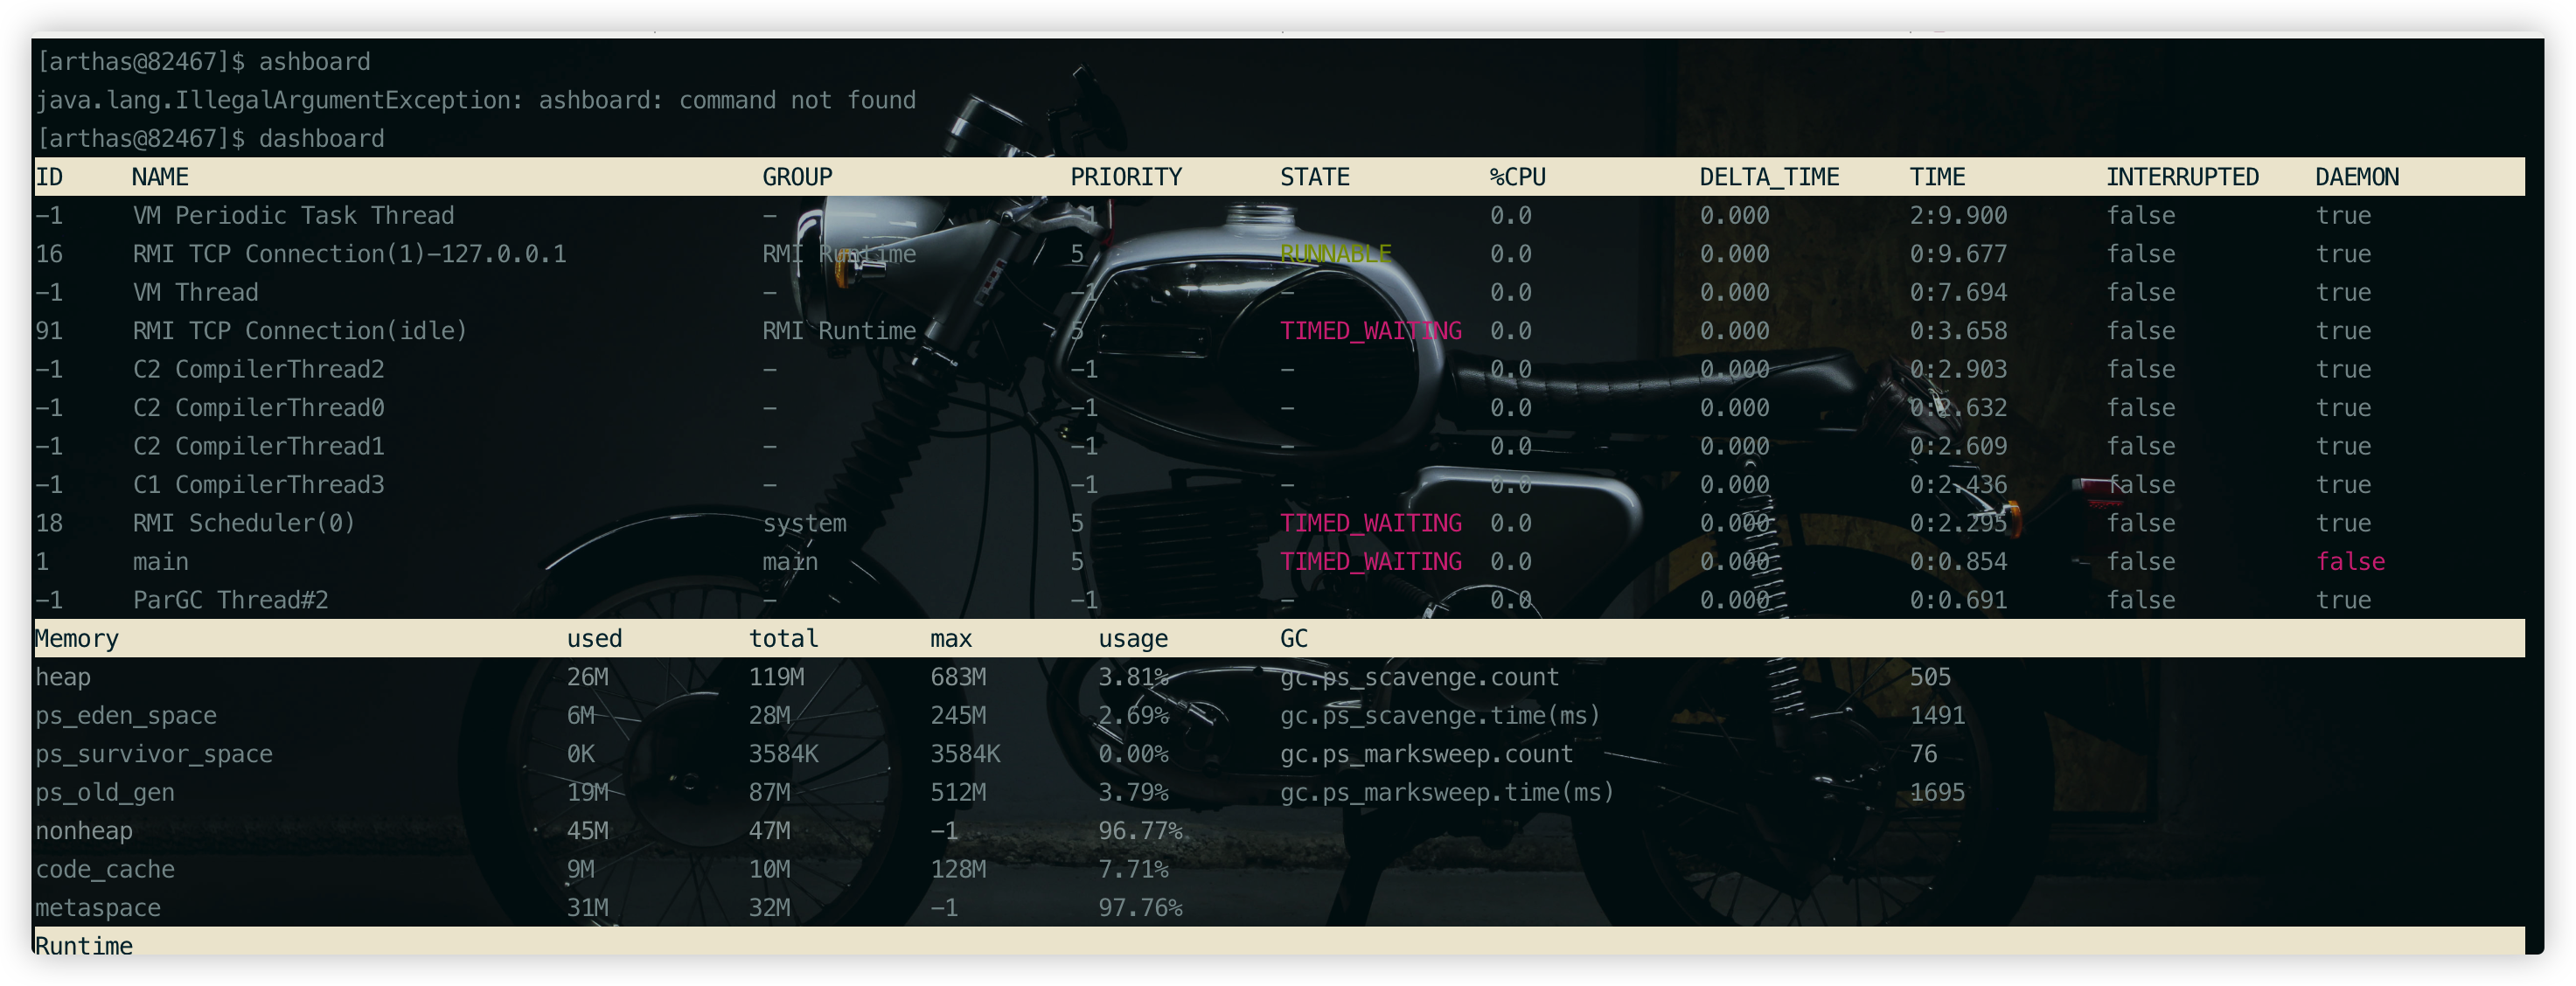 [arthas@82467]$ ashboard
java.lang.IllegalArgumentException: ashboard: command not found
[arthas@82467]$ dashboard
ID NAME GROUP PRIORITY STATE %CPU DELTA_TIME TIME INTERRUPTED DAEMON
-1 VM Periodic Task Thread - -1 - 0.0 0.000 2:9.900 false true
16 RMI TCP Connection(1)-127.0.0.1 RMI Runtime 5 RUNNABLE 0.0 0.000 0:9.677 false true
-1 VM Thread - -1 - 0.0 0.000 0:7.694 false true
91 RMI TCP Connection(idle) RMI Runtime 5 TIMED_WAITING 0.0 0.000 0:3.658 false true
-1 C2 CompilerThread2 - -1 - 0.0 0.000 0:2.903 false true
-1 C2 CompilerThread0 - -1 - 0.0 0.000 0:2.632 false true
-1 C2 CompilerThread1 - -1 - 0.0 0.000 0:2.609 false true
-1 C1 CompilerThread3 - -1 - 0.0 0.000 0:2.436 false true
18 RMI Scheduler(0) system 5 TIMED_WAITING 0.0 0.000 0:2.295 false true
1 main main 5 TIMED_WAITING 0.0 0.000 0:0.854 false false
-1 ParGC Thread#2 - -1 - 0.0 0.000 0:0.691 false true
Memory used total max usage GC
heap 26M 119M 683M 3.81% gc.ps_scavenge.count 505
ps_eden_space 6M 28M 245M 2.69% gc.ps_scavenge.time(ms) 1491
ps_survivor_space 0K 3584K 3584K 0.00% gc.ps_marksweep.count 76
ps_old_gen 19M 87M 512M 3.79% gc.ps_marksweep.time(ms) 1695
nonheap 45M 47M -1 96.77%
code_cache 9M 10M 128M 7.71%
metaspace 31M 32M -1 97.76%
Runtime